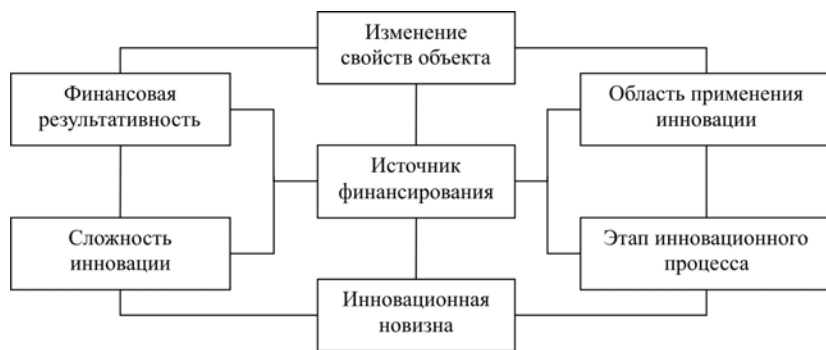 Изменение
свойств объекта
Финансовая
результативность
Область применения
инновации
Источник
финансирования
Сложность
инновации
Этап инновационного
процесса
Инновационная
новизна